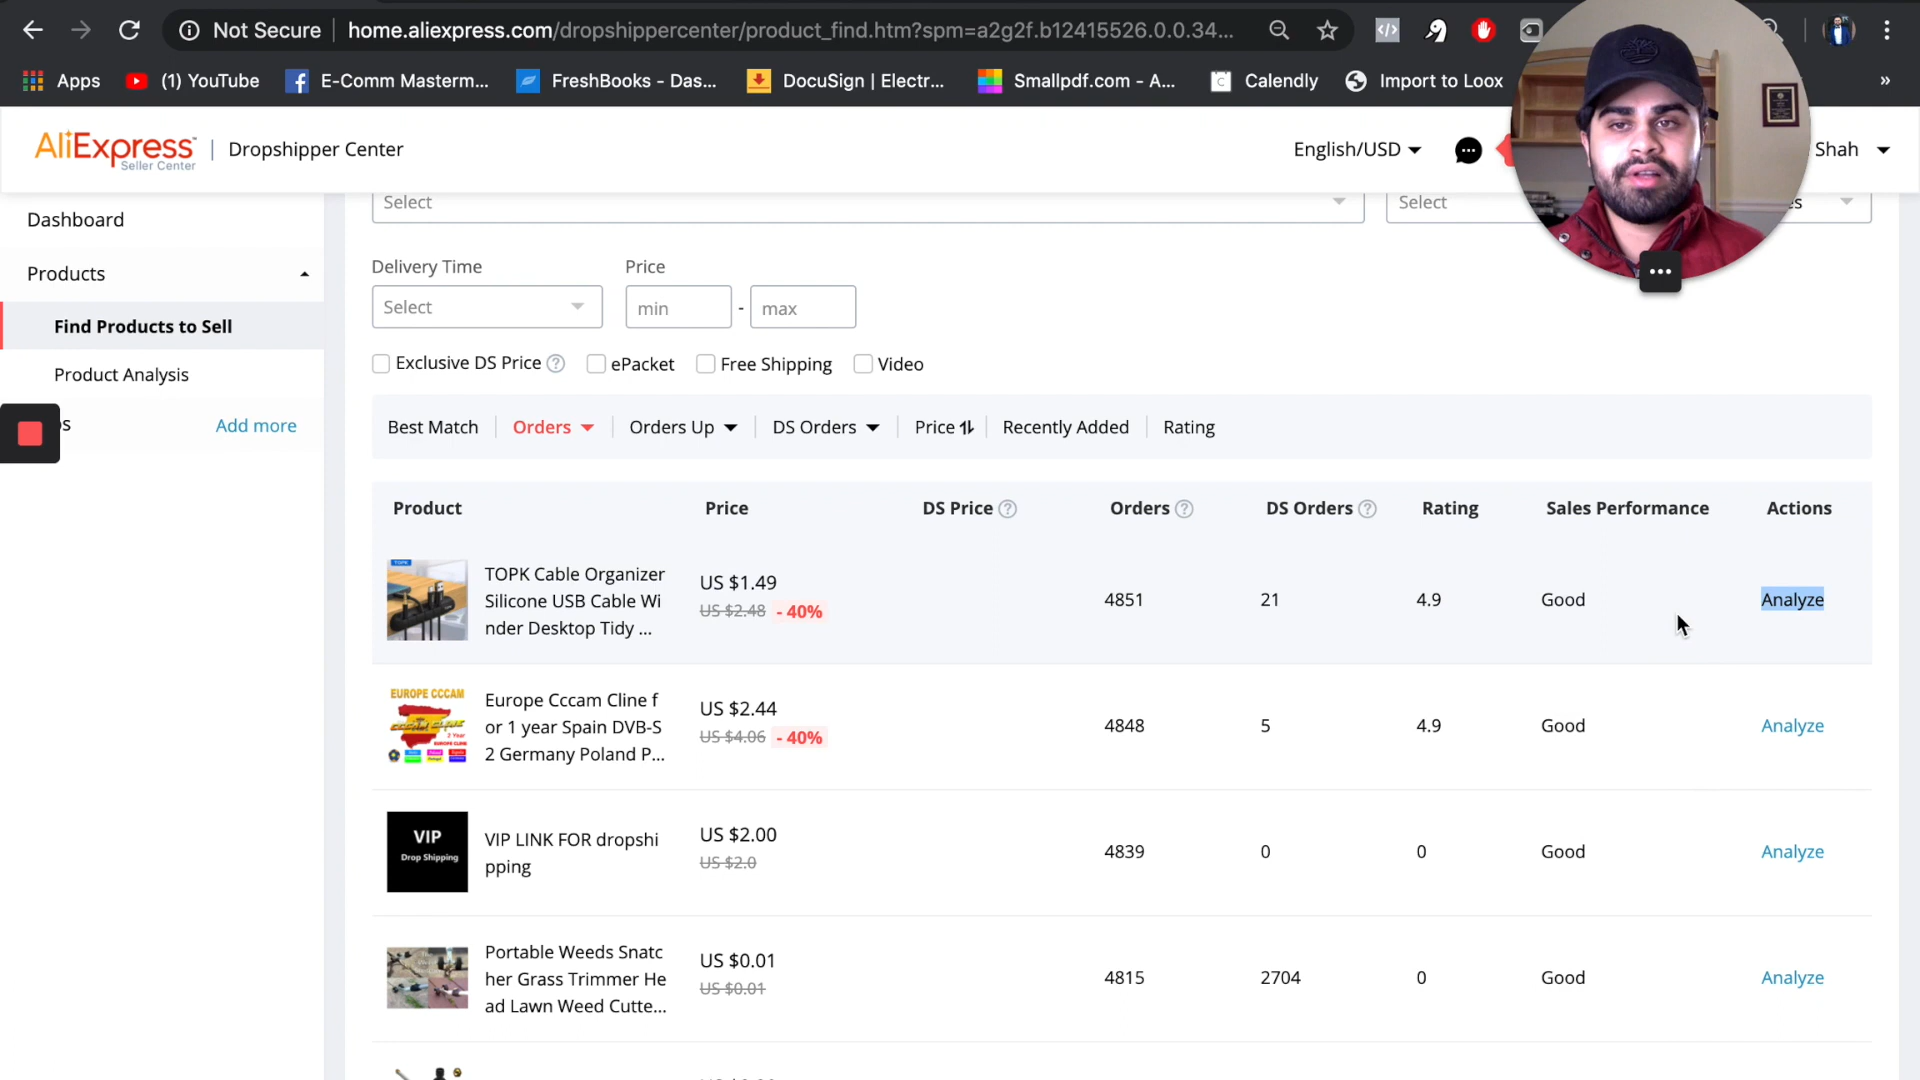 Not Secure | home.aliexpress.com/dropshippercenter/product_find.htm?spm=a2g2f.b12415526.0.0.34...
Apps (1) YouTube E-Comm Masterm... FreshBooks - Das... DocuSign | Electr... Smallpdf.com - A... Calendly Import to Loox »
AliExpress Seller Center | Dropshipper Center English/USD Shah
Dashboard
Products
Find Products to Sell
Product Analysis
Add more
Select Select
Delivery Time Price
Select min - max
Exclusive DS Price ePacket Free Shipping Video
Best Match Orders Orders Up DS Orders Price Recently Added Rating
Product Price DS Price Orders DS Orders Rating Sales Performance Actions
TOPK Cable Organizer
Silicone USB Cable Wi
nder Desktop Tidy ...
US $1.49
US $2.48 - 40%
4851 21 4.9 Good Analyze
EUROPE CCCAM
CCCAM CLINE
2 Year
EUROPE CLINE
Europe Cccam Cline f
or 1 year Spain DVB-S
2 Germany Poland P...
US $2.44
US $4.06 - 40%
4848 5 4.9 Good Analyze
VIP
Drop Shipping
VIP LINK FOR dropshi
pping
US $2.00
US $2.0
4839 0 0 Good Analyze
Portable Weeds Snatc
her Grass Trimmer He
ad Lawn Weed Cutte...
US $0.01
US $0.01
4815 2704 0 Good Analyze